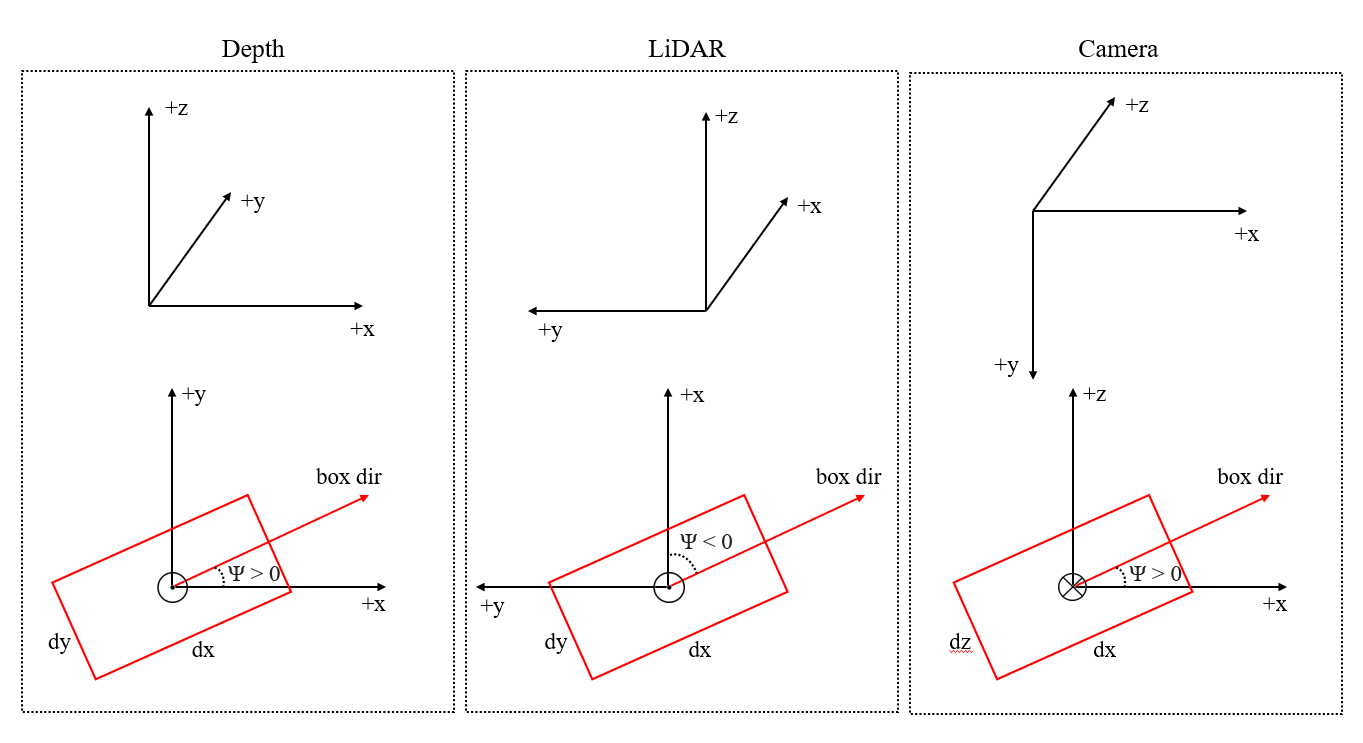 Depth
LiDAR
Camera
+z
+y
+x
+z
+x
+y
+z
+x
+y
+y
box dir
Ψ > 0
+x
dy
dx
+x
box dir
Ψ < 0
+y
dy
dx
+z
box dir
Ψ > 0
+x
dz
dx